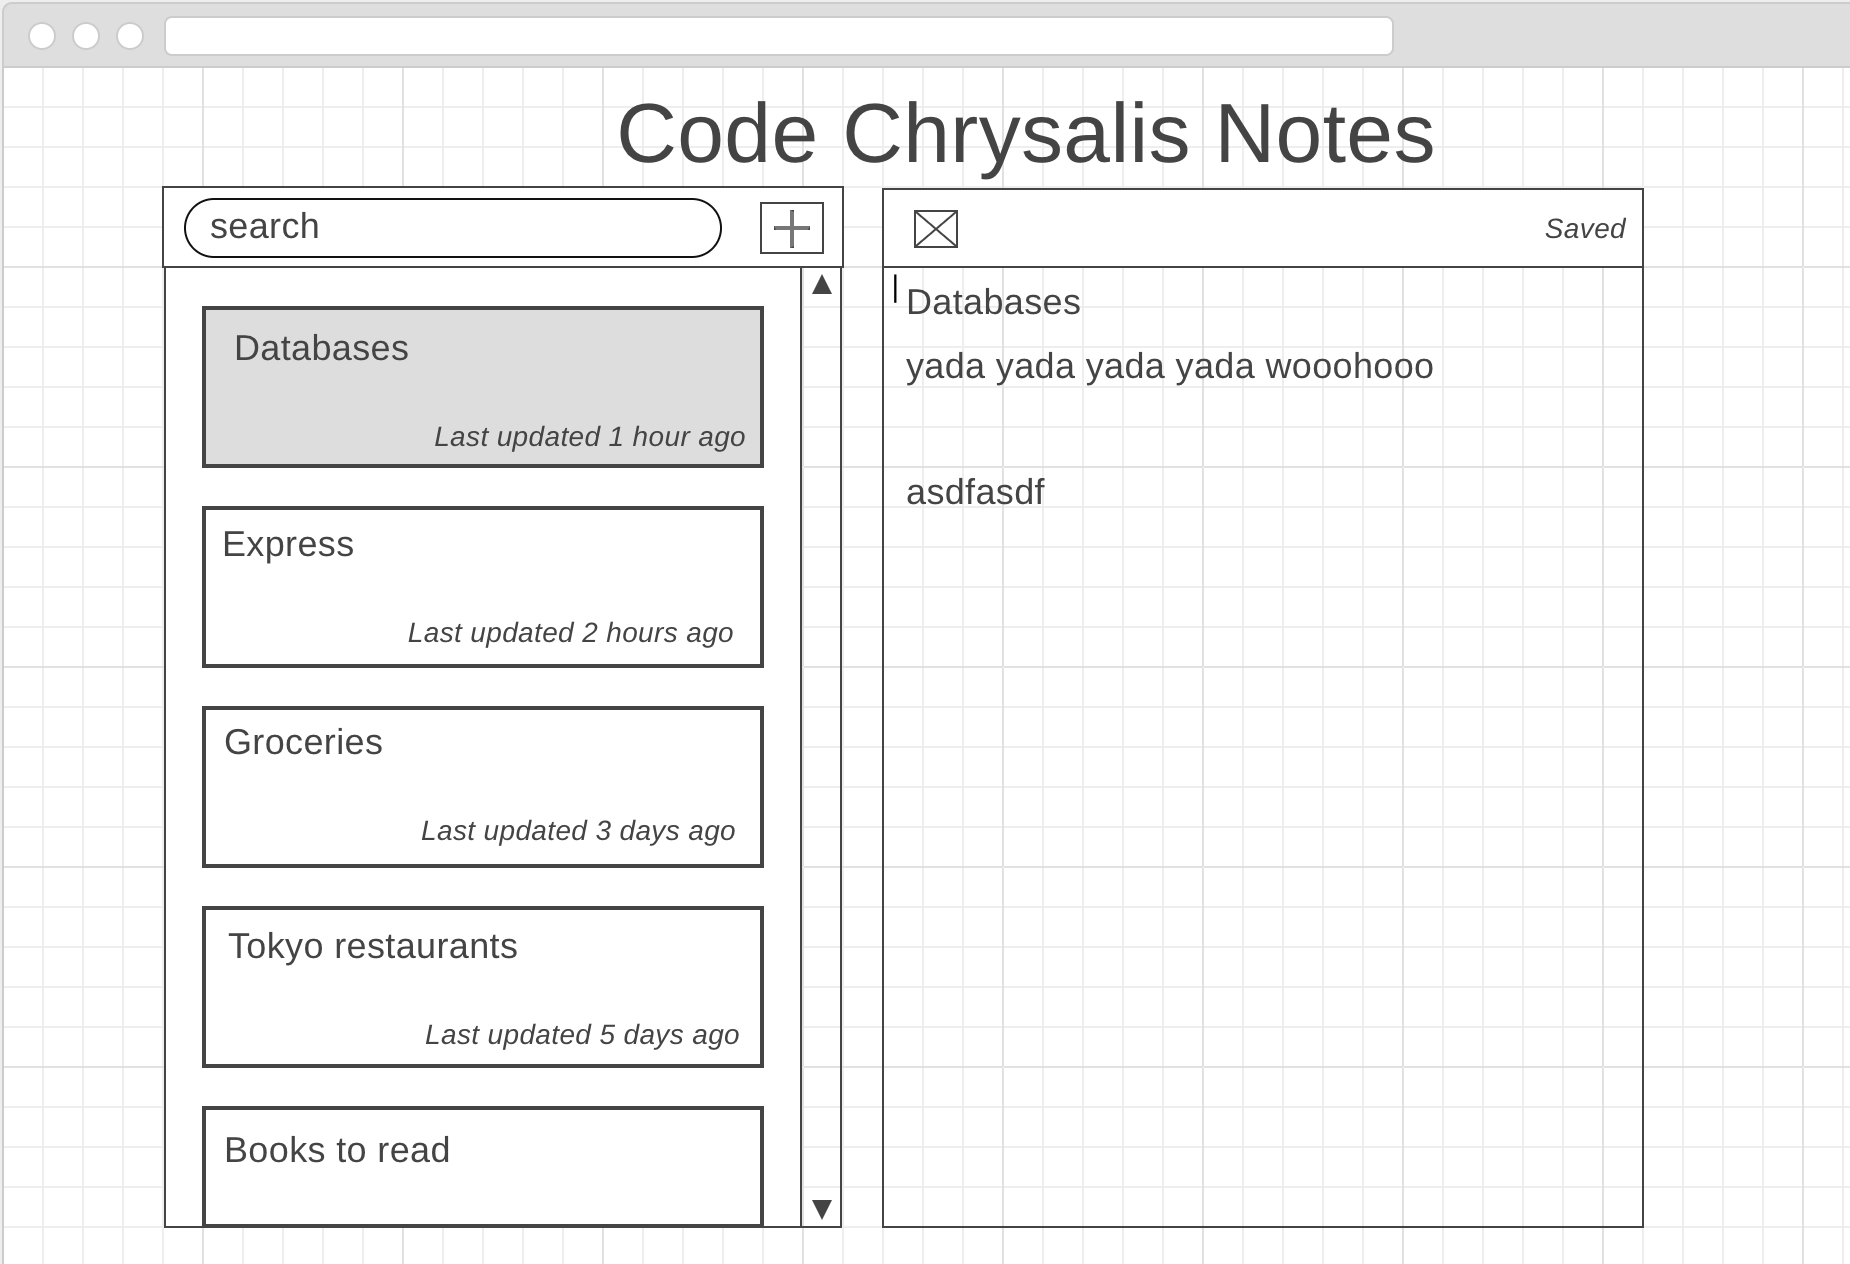 Code Chrysalis Notes
search
Databases
Last updated 1 hour ago
Express
Last updated 2 hours ago
Groceries
Last updated 3 days ago
Tokyo restaurants
Last updated 5 days ago
Books to read
Saved
Databases
yada yada yada yada wooohooo
asdfasdf